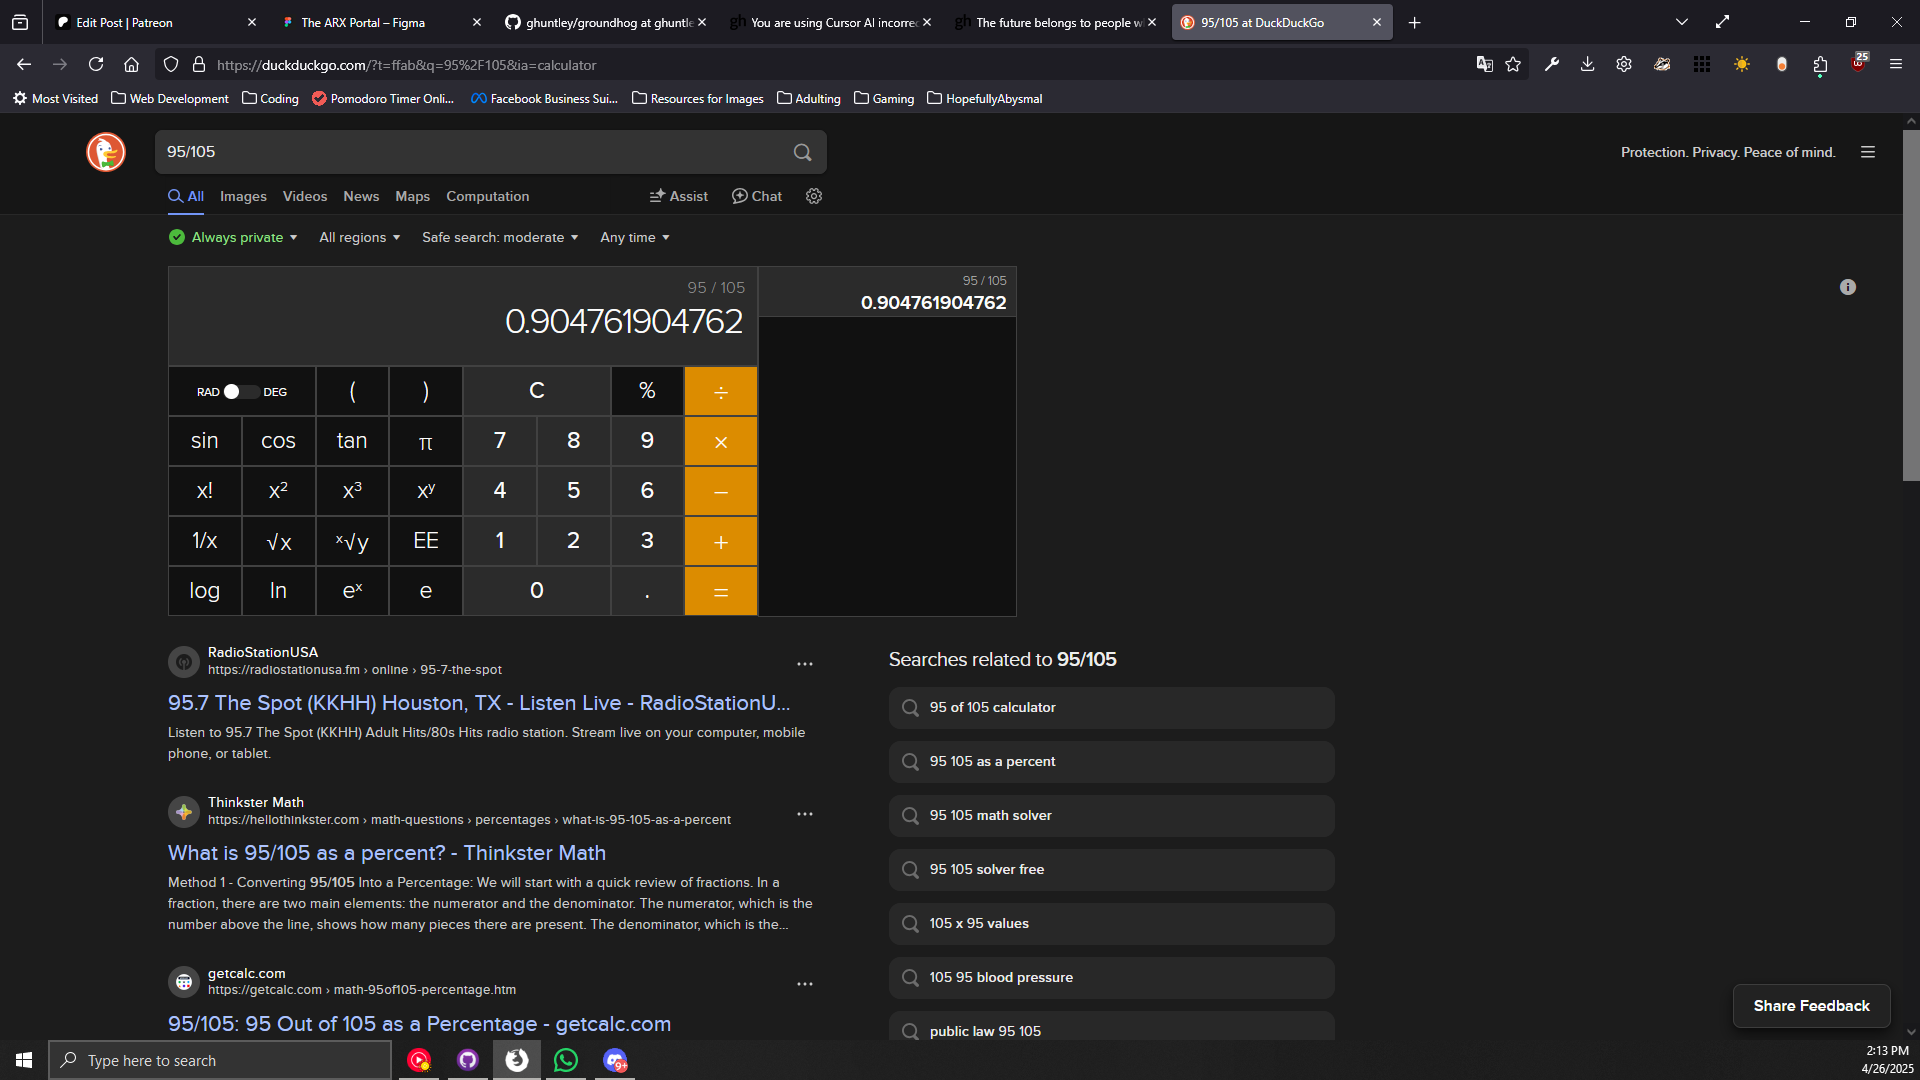 Edit Post | Patreon
The ARX Portal – Figma
ghuntley/groundhog at ghuntle
You are using Cursor AI incorrec
The future belongs to people w
95/105 at DuckDuckGo
https://duckduckgo.com/?t=ffab&q=95%2F105&ia=calculator
25
Most Visited
Web Development
Coding
Pomodoro Timer Onli...
Facebook Business Sui...
Resources for Images
Adulting
Gaming
HopefullyAbysmal
95/105
Protection. Privacy. Peace of mind.
All
Images
Videos
News
Maps
Computation
Assist
Chat
Always private
All regions
Safe search: moderate
Any time
95 / 105
0.904761904762
95 / 105
0.904761904762
RAD DEG ( ) C % ÷
sin cos tan π 7 8 9 ×
x! x² x³ xʸ 4 5 6 −
1/x √x ˣ√y EE 1 2 3 +
log ln eˣ e 0 . =
RadioStationUSA
https://radiostationusa.fm › online › 95-7-the-spot
95.7 The Spot (KKHH) Houston, TX - Listen Live - RadioStationU...
Listen to 95.7 The Spot (KKHH) Adult Hits/80s Hits radio station. Stream live on your computer, mobile
phone, or tablet.
Thinkster Math
https://hellothinkster.com › math-questions › percentages › what-is-95-105-as-a-percent
What is 95/105 as a percent? - Thinkster Math
Method 1 - Converting 95/105 Into a Percentage: We will start with a quick review of fractions. In a
fraction, there are two main elements: the numerator and the denominator. The numerator, which is the
number above the line, shows how many pieces there are present. The denominator, which is the...
getcalc.com
https://getcalc.com › math-95of105-percentage.htm
95/105: 95 Out of 105 as a Percentage - getcalc.com
Searches related to 95/105
95 of 105 calculator
95 105 as a percent
95 105 math solver
95 105 solver free
105 x 95 values
105 95 blood pressure
public law 95 105
Share Feedback
Type here to search
9+
2:13 PM
4/26/2025